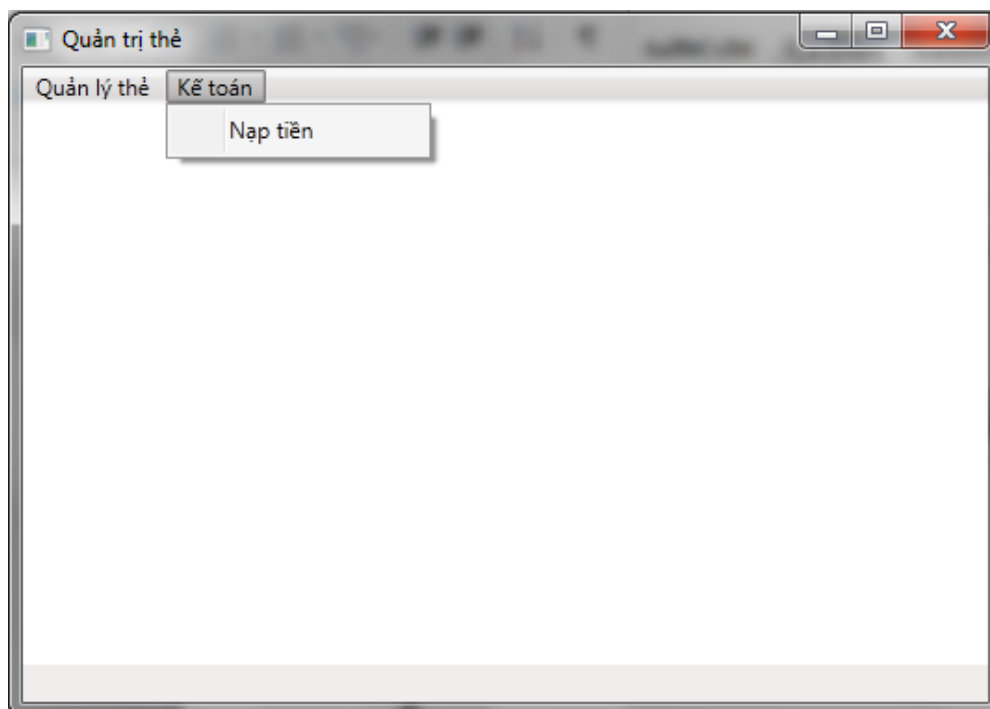 Quản trị thẻ
Quản lý thẻ Kế toán
Nạp tiền